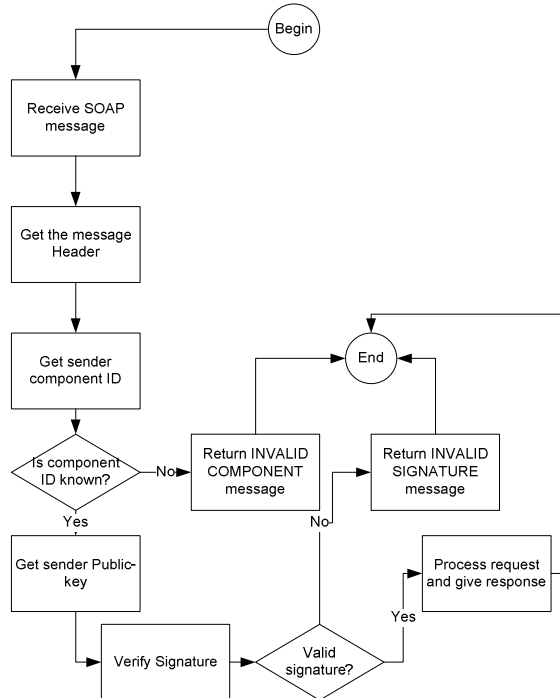 Begin
Receive SOAP
message
Get the message
Header
Get sender
component ID
End
Is component
ID known?
No
Return INVALID
COMPONENT
message
Return INVALID
SIGNATURE
message
Yes
No
Get sender Public-
key
Process request
and give response
Yes
Verify Signature
Valid
signature?